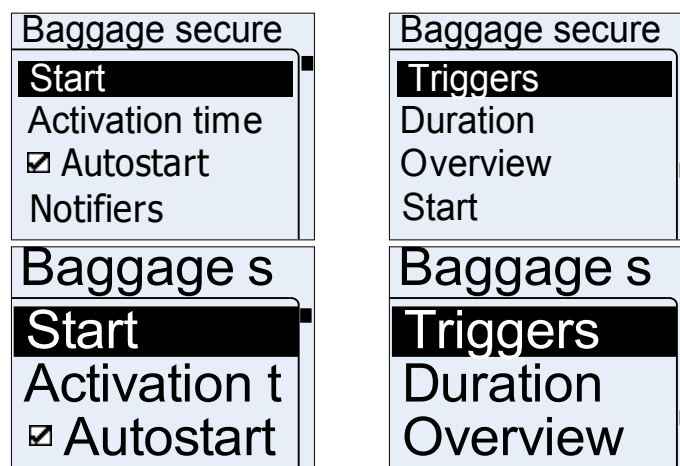 Baggage secure
Start
Activation time
Autostart
Notifiers
Baggage secure
Triggers
Duration
Overview
Start
Baggage s
Start
Activation t
Autostart
Baggage s
Triggers
Duration
Overview